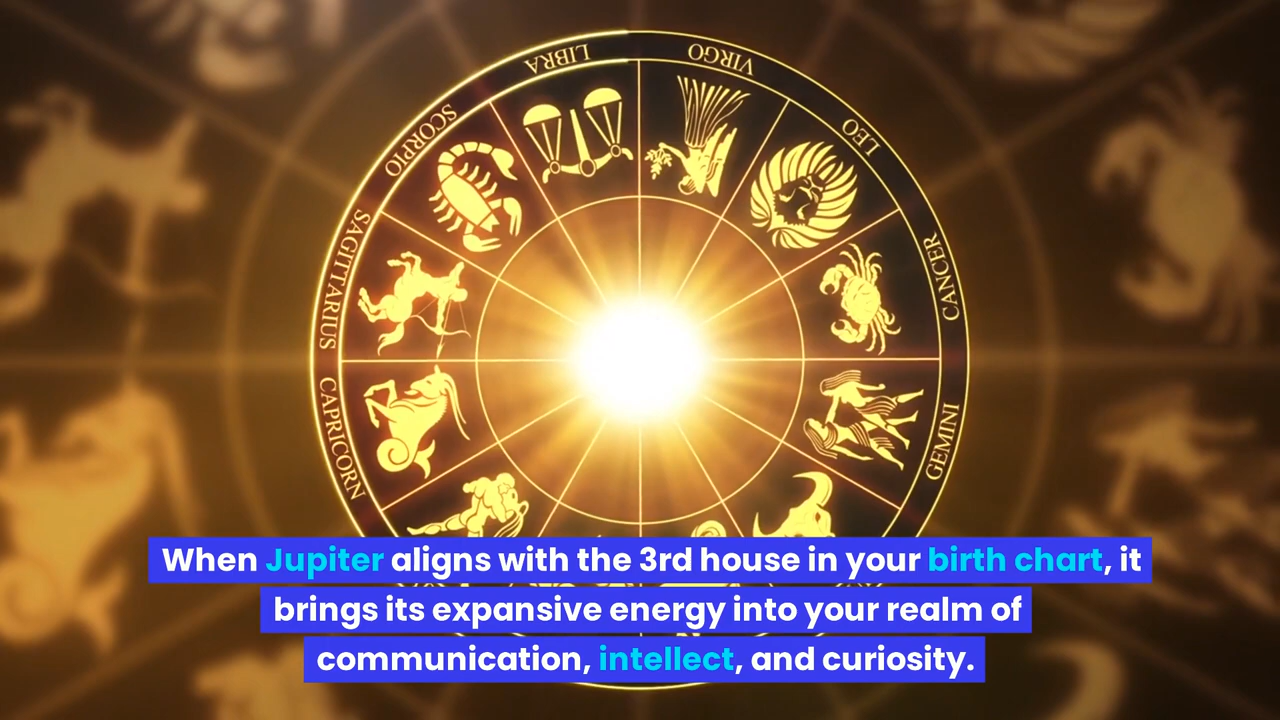 LIBRA
VIRGO
SCORPIO
LEO
SAGITTARIUS
CANCER
CAPRICORN
GEMINI
When Jupiter aligns with the 3rd house in your birth chart, it
brings its expansive energy into your realm of
communication, intellect, and curiosity.